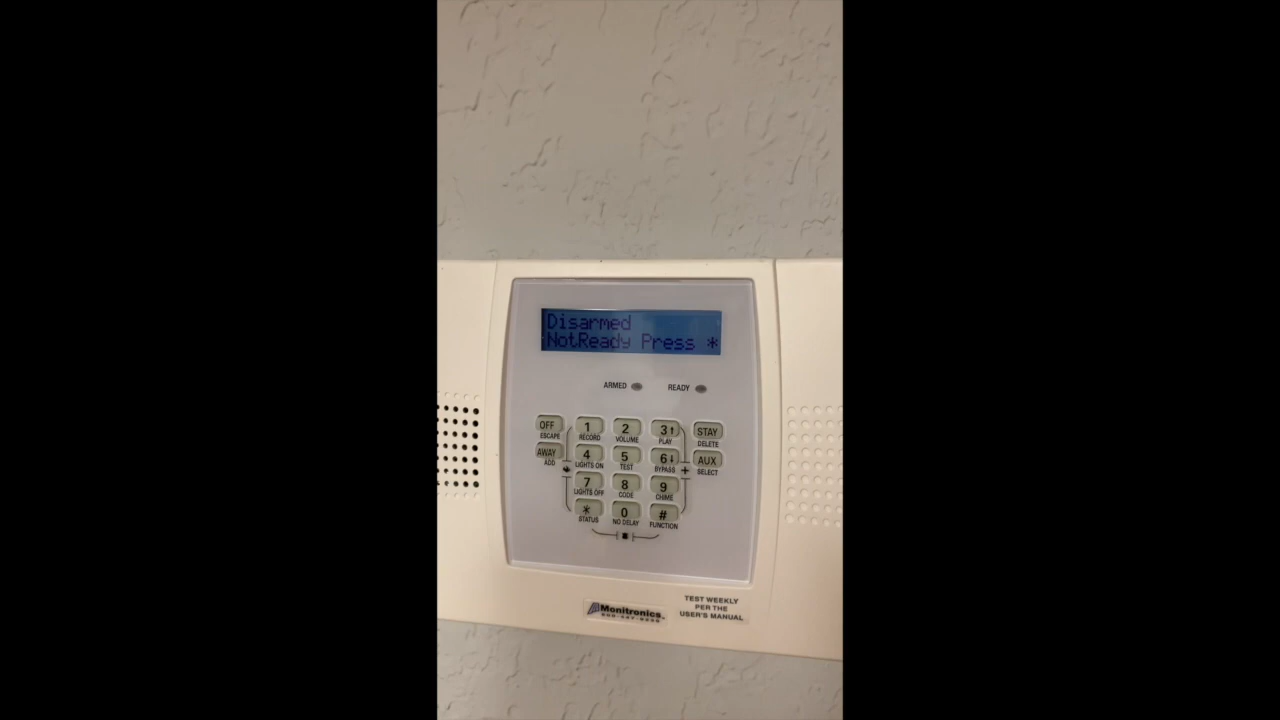 Disarmed
NotReady Press *
ARMED READY
OFF 1 2 3↑ STAY
ESCAPE RECORD VOLUME PLAY DELETE
AWAY 4 5 6↓ AUX
ADD LIGHTS ON TEST BYPASS SELECT
7 8 9
LIGHTS OFF CODE CHIME
* 0 #
STATUS NO DELAY FUNCTION
Monitronics
TEST WEEKLY
PER THE
USER'S MANUAL